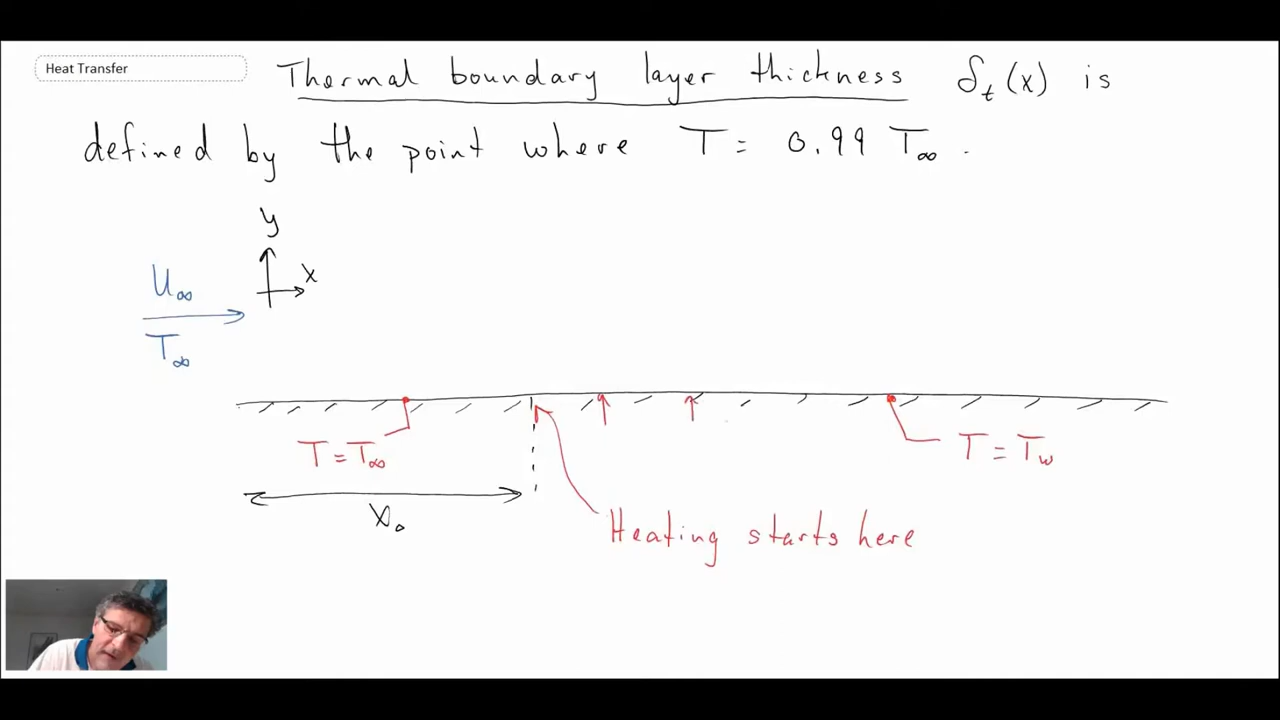 Heat Transfer
Thermal boundary layer thickness δt (x) is
defined by the point where T = 0.99 T∞.
y
x
U∞
T∞
T = T∞
T = Tw
x₀
Heating starts here